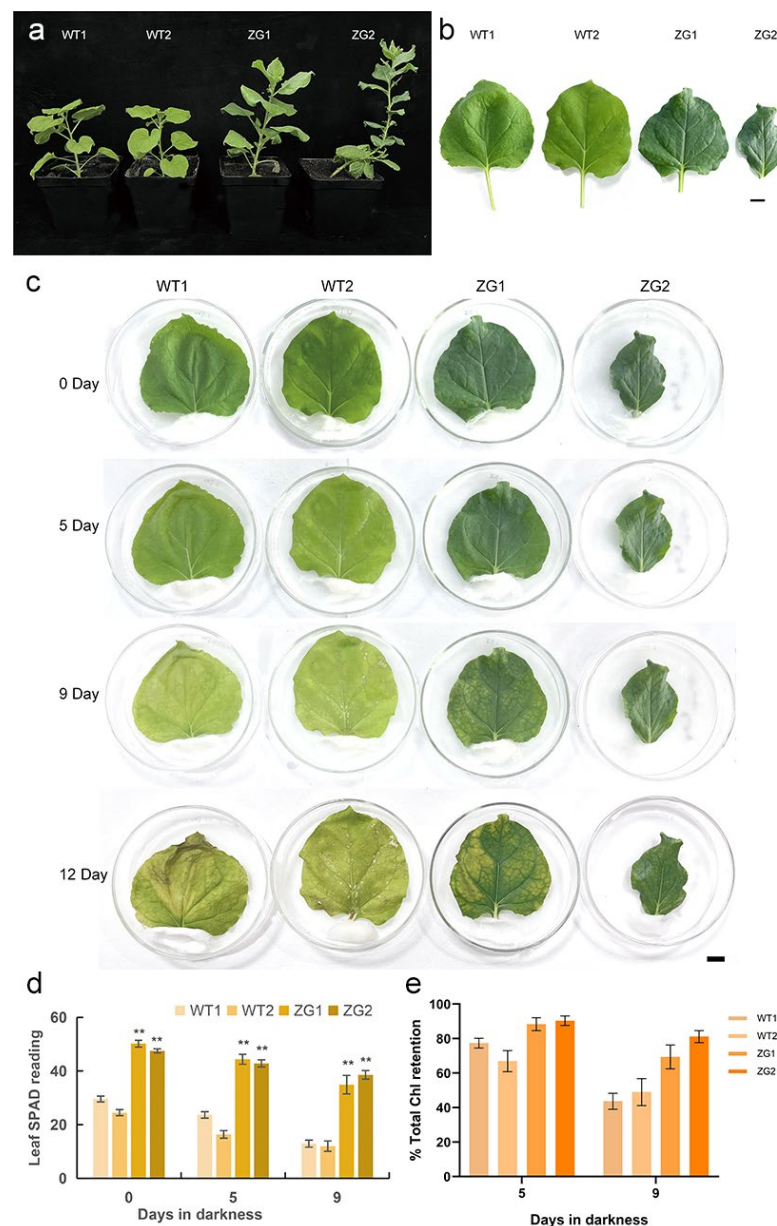 a
WT1 WT2 ZG1 ZG2
b
WT1 WT2 ZG1 ZG2
c
WT1 WT2 ZG1 ZG2
0 Day
5 Day
9 Day
12 Day
d
WT1 WT2 ZG1 ZG2
Leaf SPAD reading
60
40
20
0
** **
** **
** **
0 5 9
Days in darkness
e
% Total Chl retention
100
80
60
40
20
0
5 9
Days in darkness
WT1
WT2
ZG1
ZG2